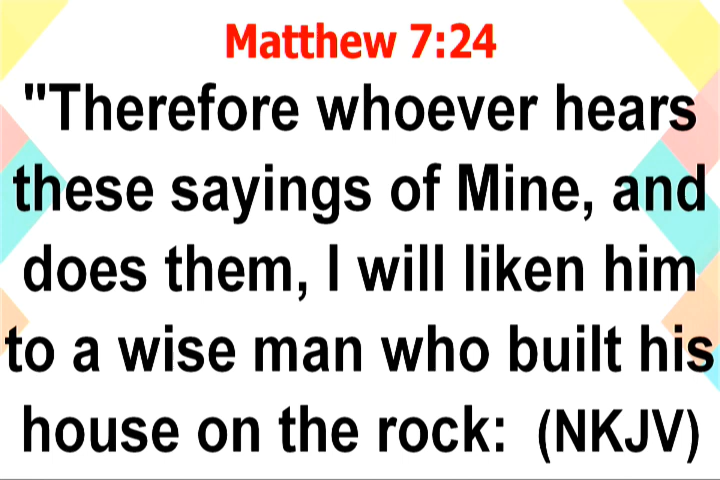 Matthew 7:24
"Therefore whoever hears
these sayings of Mine, and
does them, I will liken him
to a wise man who built his
house on the rock: (NKJV)